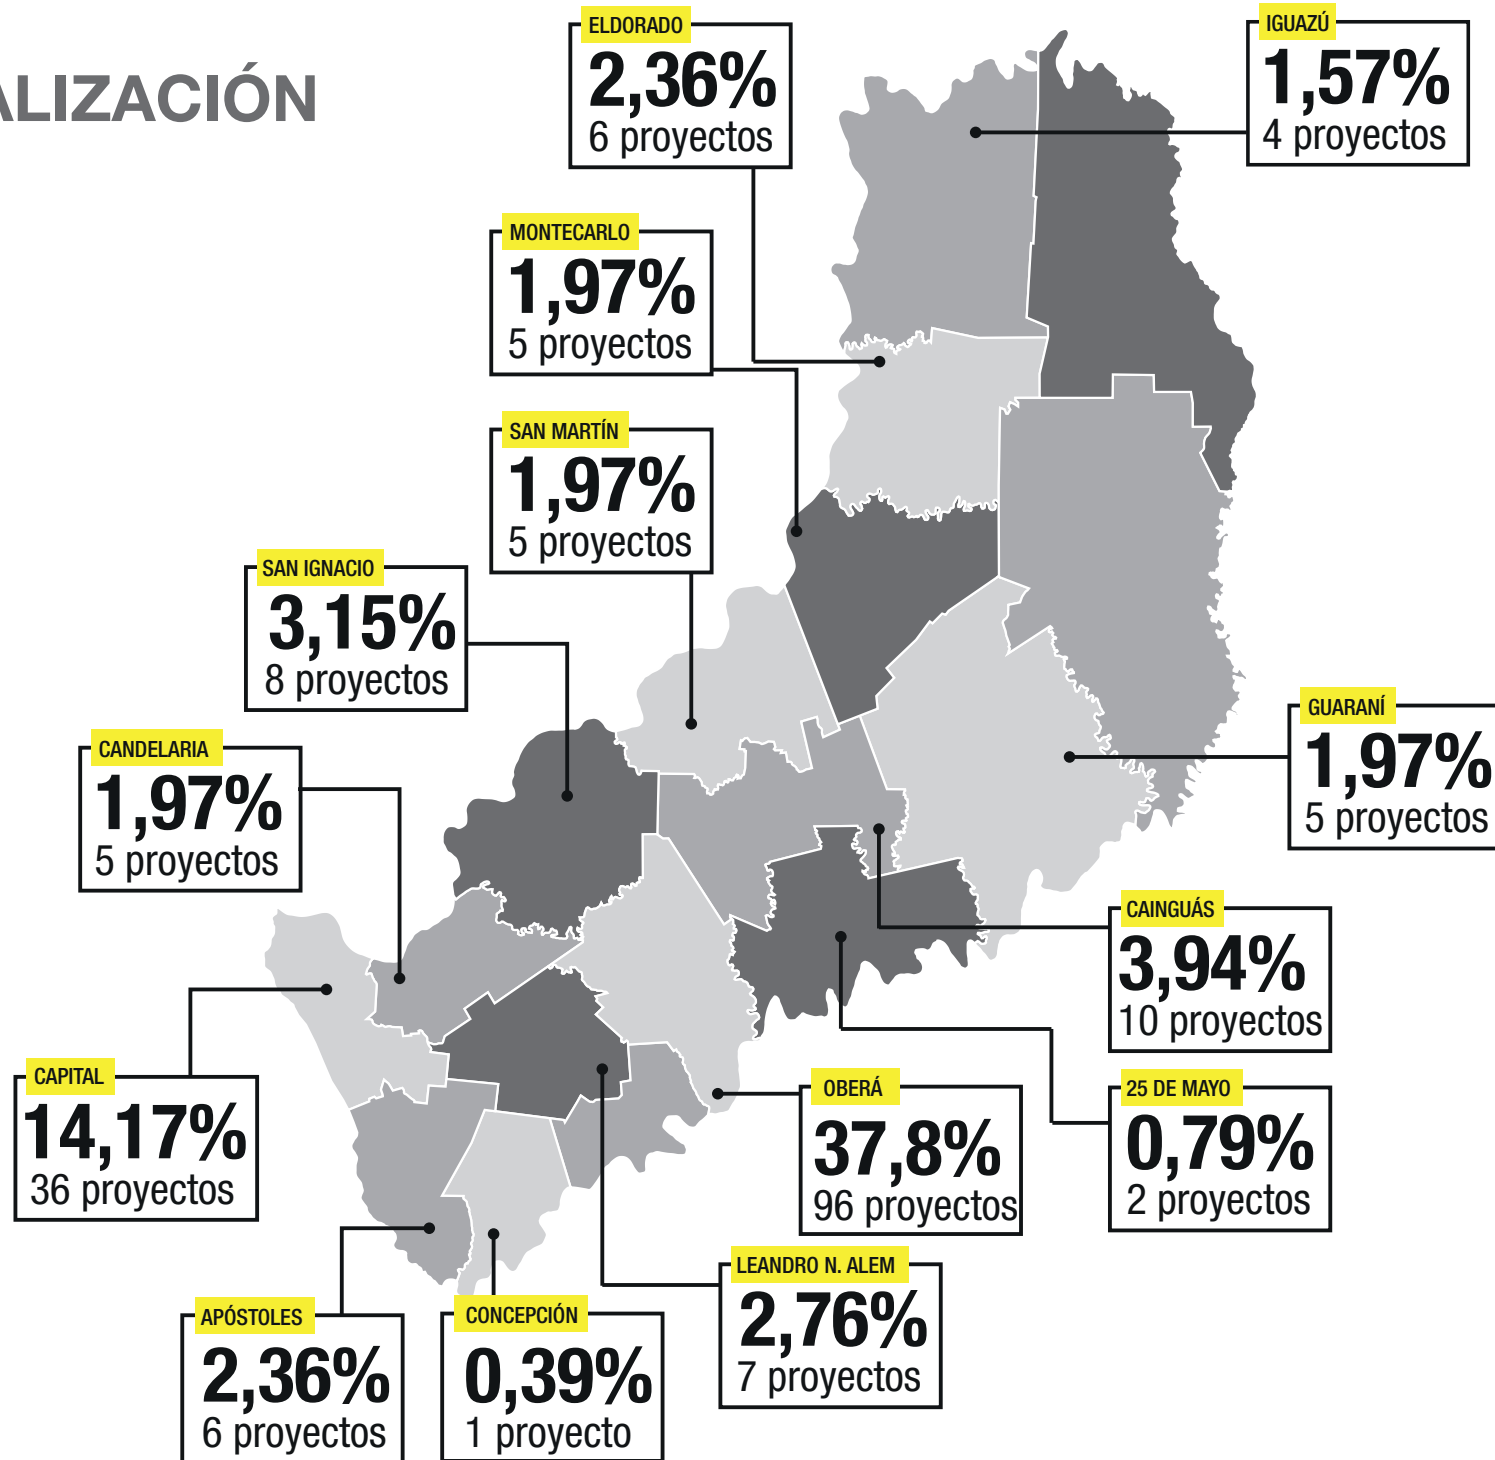 ALIZACIÓN
ELDORADO
2,36%
6 proyectos
IGUAZÚ
1,57%
4 proyectos
MONTECARLO
1,97%
5 proyectos
SAN MARTÍN
1,97%
5 proyectos
SAN IGNACIO
3,15%
8 proyectos
GUARANÍ
1,97%
5 proyectos
CANDELARIA
1,97%
5 proyectos
CAINGUÁS
3,94%
10 proyectos
CAPITAL
14,17%
36 proyectos
OBERÁ
37,8%
96 proyectos
25 DE MAYO
0,79%
2 proyectos
LEANDRO N. ALEM
2,76%
7 proyectos
APÓSTOLES
2,36%
6 proyectos
CONCEPCIÓN
0,39%
1 proyecto